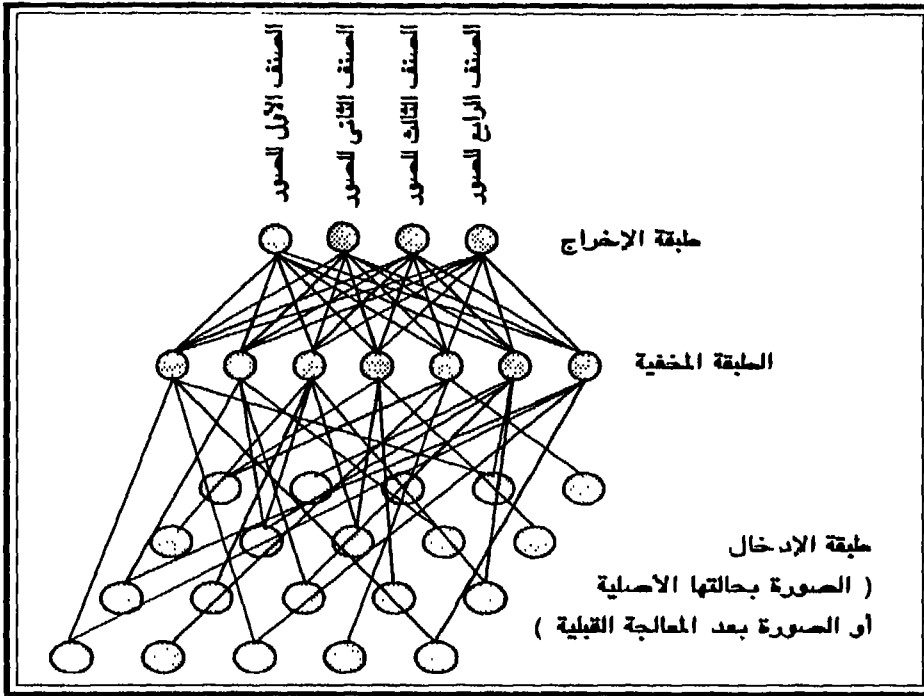 الصنف الأول للصور
الصنف الثاني للصور
الصنف الثالث للصور
الصنف الرابع للصور
طبقة الإخراج
الطبقة المخفية
طبقة الإدخال
( الصورة بحالتها الأصلية
أو الصورة بعد المعالجة القبلية )